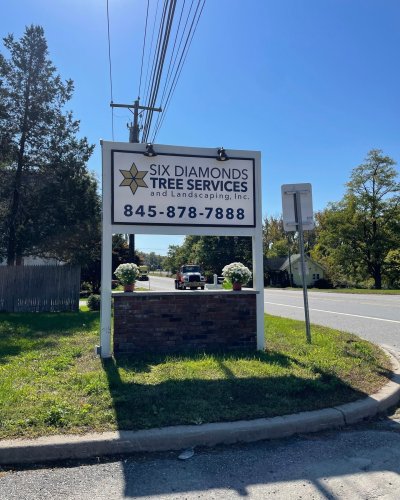 SIX DIAMONDS
TREE SERVICES
and Landscaping, Inc.
845-878-7888